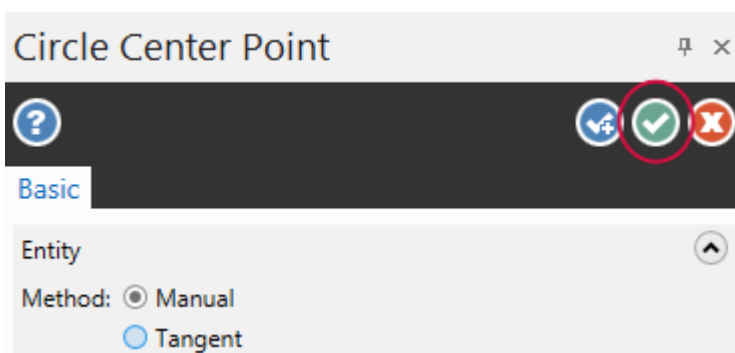 Circle Center Point
?
Basic
Entity
Method: Manual
Tangent